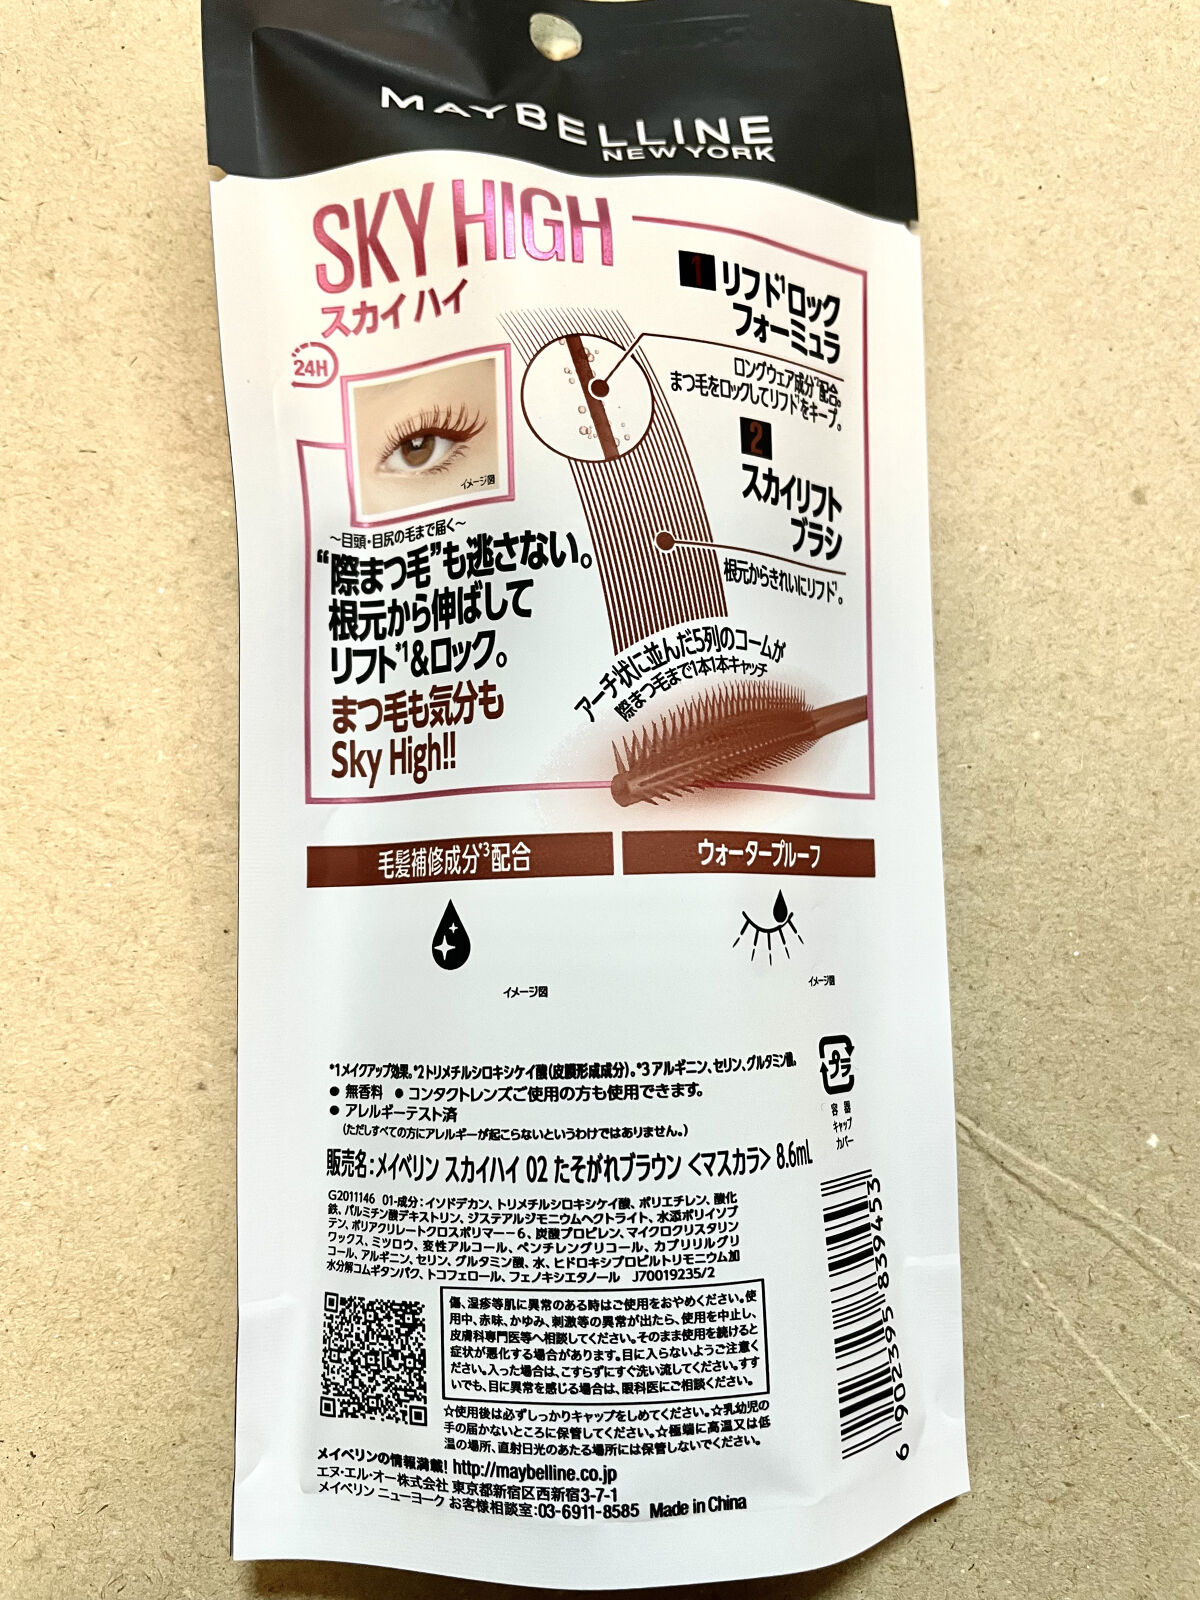 MAYBELLINE
NEW YORK
SKY HIGH
スカイハイ
24H
イメージ図
1 リフト*1ロック
フォーミュラ
ロングウェア成分*2配合。
まつ毛をロックしてリフト*1をキープ。
2
スカイリフト
ブラシ
根元からきれいにリフト*1。
～目頭・目尻の毛まで届く～
“際まつ毛”も逃さない。
根元から伸ばして
リフト*1&ロック。
まつ毛も気分も
Sky High!!
アーチ状に並んだ5列のコームが
際まつ毛まで1本1本キャッチ
毛髪補修成分*3配合
ウォータープルーフ
イメージ図
イメージ図
*1メイクアップ効果。*2トリメチルシロキシケイ酸(皮膜形成成分)。*3アルギニン、セリン、グルタミン酸。
● 無香料 ● コンタクトレンズご使用の方も使用できます。
● アレルギーテスト済
(ただしすべての方にアレルギーが起こらないというわけではありません。)
プラ
容器
キャップ
カバー
販売名:メイベリン スカイハイ 02 たそがれブラウン <マスカラ> 8.6mL
G2011146 01-成分:イソドデカン、トリメチルシロキシケイ酸、ポリエチレン、酸化
鉄、パルミチン酸デキストリン、ジステアルジモニウムヘクトライト、水添ポリイソブ
テン、ポリアクリレートクロスポリマー-6、炭酸プロピレン、マイクロクリスタリン
ワックス、ミツロウ、変性アルコール、ペンチレングリコール、カプリリルグリ
コール、アルギニン、セリン、グルタミン酸、水、ヒドロキシプロピルトリモニウム加
水分解コムギタンパク、トコフェロール、フェノキシエタノール J70019235/2
傷、湿疹等肌に異常のある時はご使用をおやめください。使
用中、赤味、かゆみ、刺激等の異常が出たら、使用を中止し、
皮膚科専門医等へ相談してください。そのまま使用を続けると
症状が悪化する場合があります。目に入らないようご注意く
ださい。入った場合は、こすらずにすぐ洗い流してください。すす
いでも、目に異常を感じる場合は、眼科医にご相談ください。
☆使用後は必ずしっかりキャップをしめてください。☆乳幼児の
手の届かないところに保管してください。☆極端に高温又は低
温の場所、直射日光のあたる場所には保管しないでください。
メイベリンの情報満載! http://maybelline.co.jp
エヌ・エル・オー株式会社 東京都新宿区西新宿3-7-1
メイベリン ニューヨーク お客様相談室:03-6911-8585 Made in China
6 902395 839453